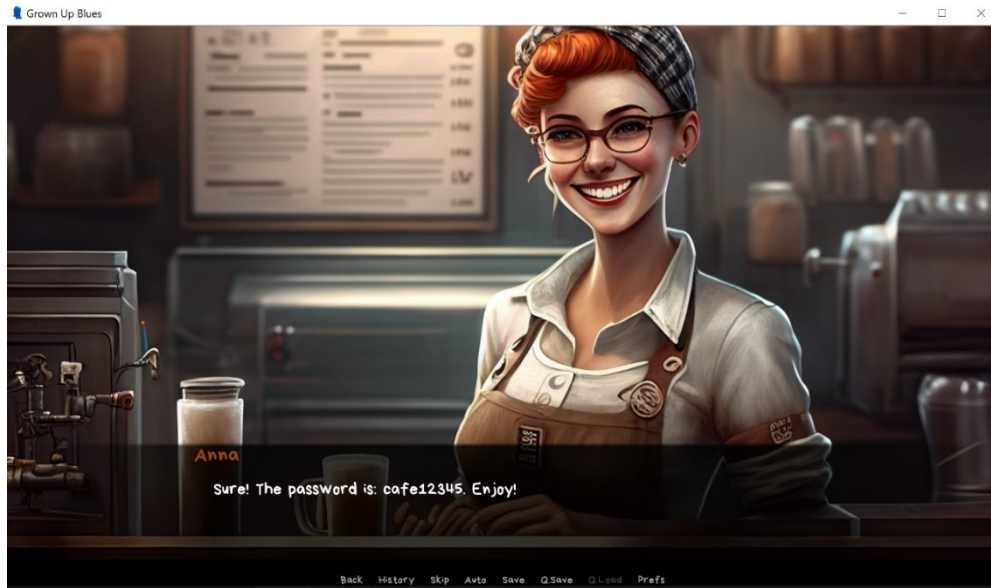 Grown Up Blues
Anna
Sure! The password is: cafe12345. Enjoy!
Back History Skip Auto Save Q.Save Q.Load Prefs